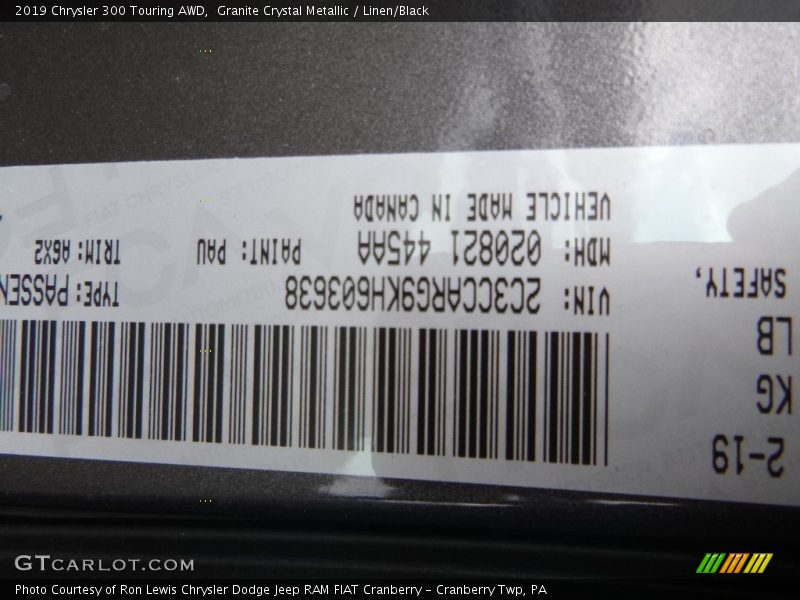 2019 Chrysler 300 Touring AWD,  Granite Crystal Metallic / Linen/Black
2-19
KG
LB
SAFETY,
VIN: 2C3CCARG9KH603638
TYPE: PASSEN
MDH: 020821 445AA
PAINT: PAU
TRIM: A6X2
VEHICLE MADE IN CANADA
GTCARLOT.COM
Photo Courtesy of Ron Lewis Chrysler Dodge Jeep RAM FIAT Cranberry - Cranberry Twp, PA